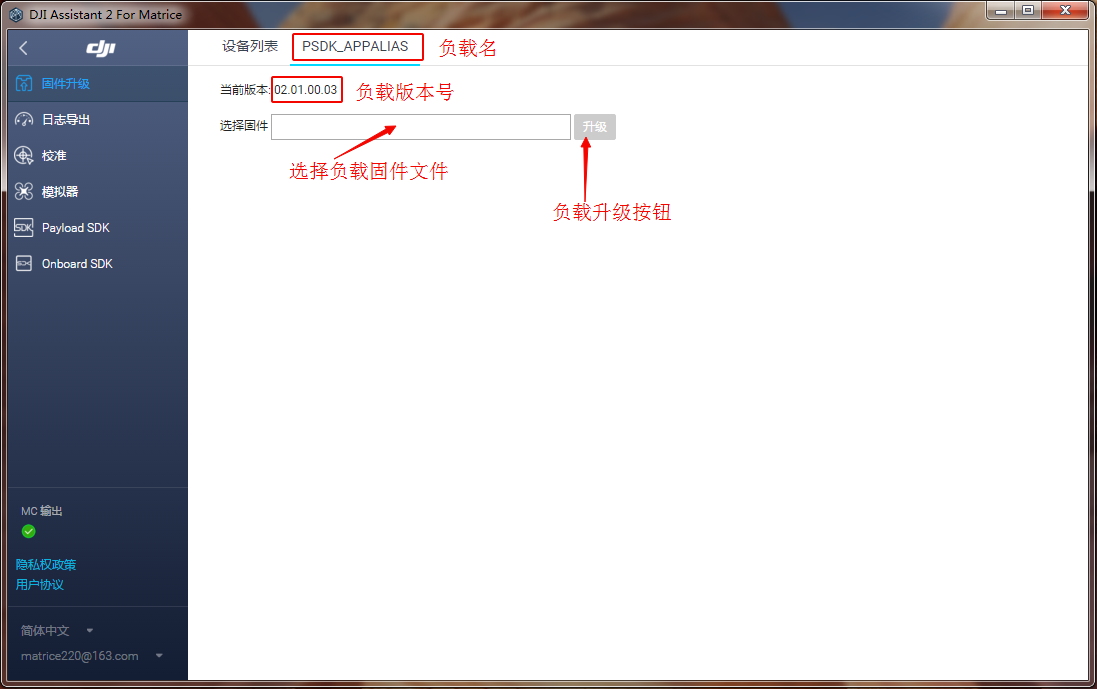 DJI Assistant 2 For Matrice
dji
设备列表 PSDK_APPALIAS 负载名
固件升级
当前版本: 02.01.00.03 负载版本号
日志导出
选择固件 升级
校准
选择负载固件文件
模拟器
负载升级按钮
SDK Payload SDK
Onboard SDK
MC 输出
隐私权政策
用户协议
简体中文
matrice220@163.com